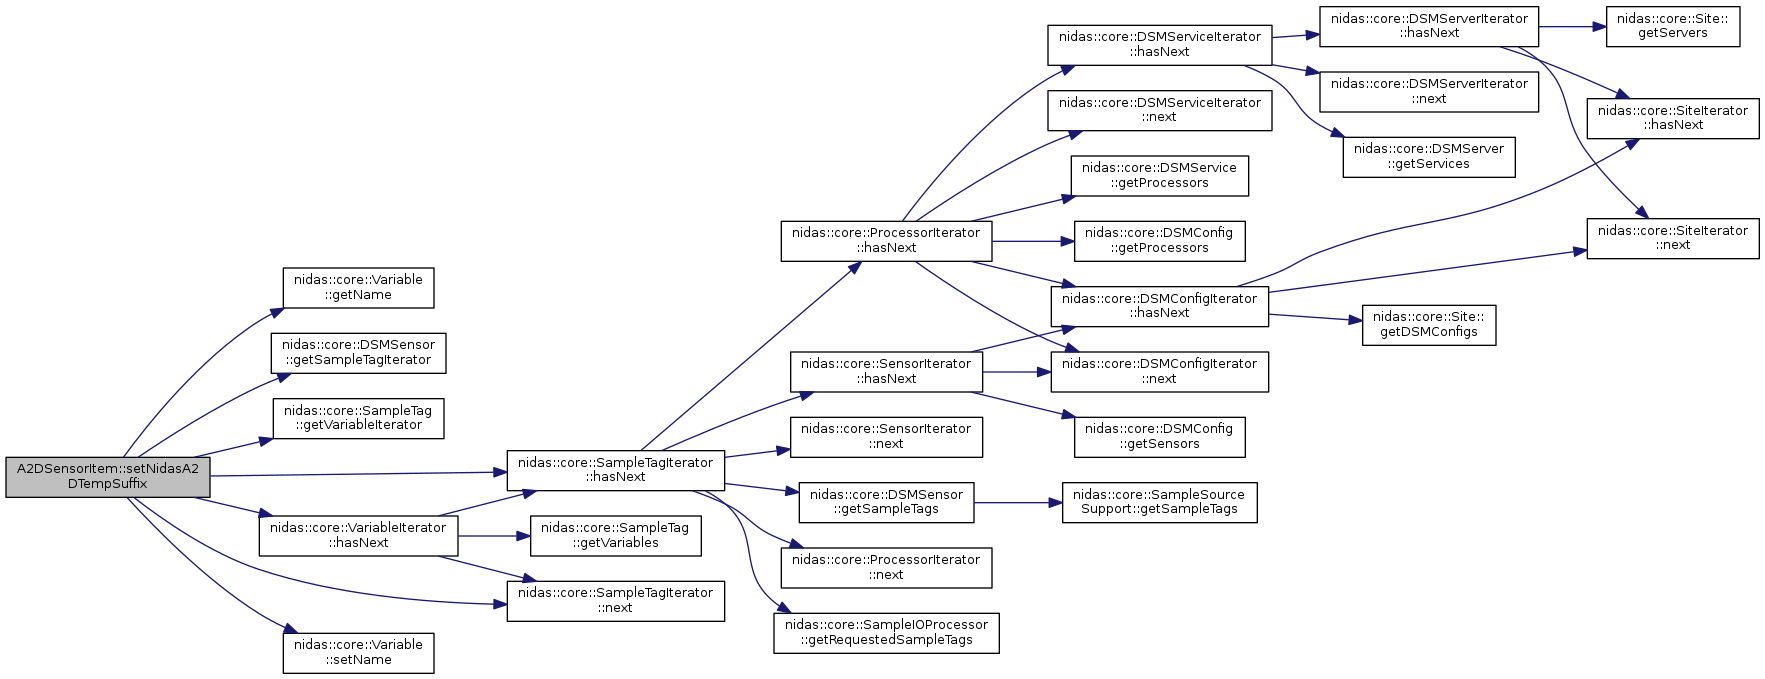 A2DSensorItem::setNidasA2
DTempSuffix
nidas::core::Variable
::getName
nidas::core::DSMSensor
::getSampleTagIterator
nidas::core::SampleTag
::getVariableIterator
nidas::core::VariableIterator
::hasNext
nidas::core::Variable
::setName
nidas::core::SampleTagIterator
::hasNext
nidas::core::SampleTag
::getVariables
nidas::core::SampleTagIterator
::next
nidas::core::ProcessorIterator
::hasNext
nidas::core::SensorIterator
::hasNext
nidas::core::SensorIterator
::next
nidas::core::DSMSensor
::getSampleTags
nidas::core::ProcessorIterator
::next
nidas::core::SampleIOProcessor
::getRequestedSampleTags
nidas::core::DSMServiceIterator
::hasNext
nidas::core::DSMServiceIterator
::next
nidas::core::DSMService
::getProcessors
nidas::core::DSMConfig
::getProcessors
nidas::core::DSMConfigIterator
::hasNext
nidas::core::DSMConfigIterator
::next
nidas::core::DSMConfig
::getSensors
nidas::core::SampleSource
Support::getSampleTags
nidas::core::DSMServerIterator
::hasNext
nidas::core::DSMServerIterator
::next
nidas::core::DSMServer
::getServices
nidas::core::Site::
getDSMConfigs
nidas::core::Site::
getServers
nidas::core::SiteIterator
::hasNext
nidas::core::SiteIterator
::next